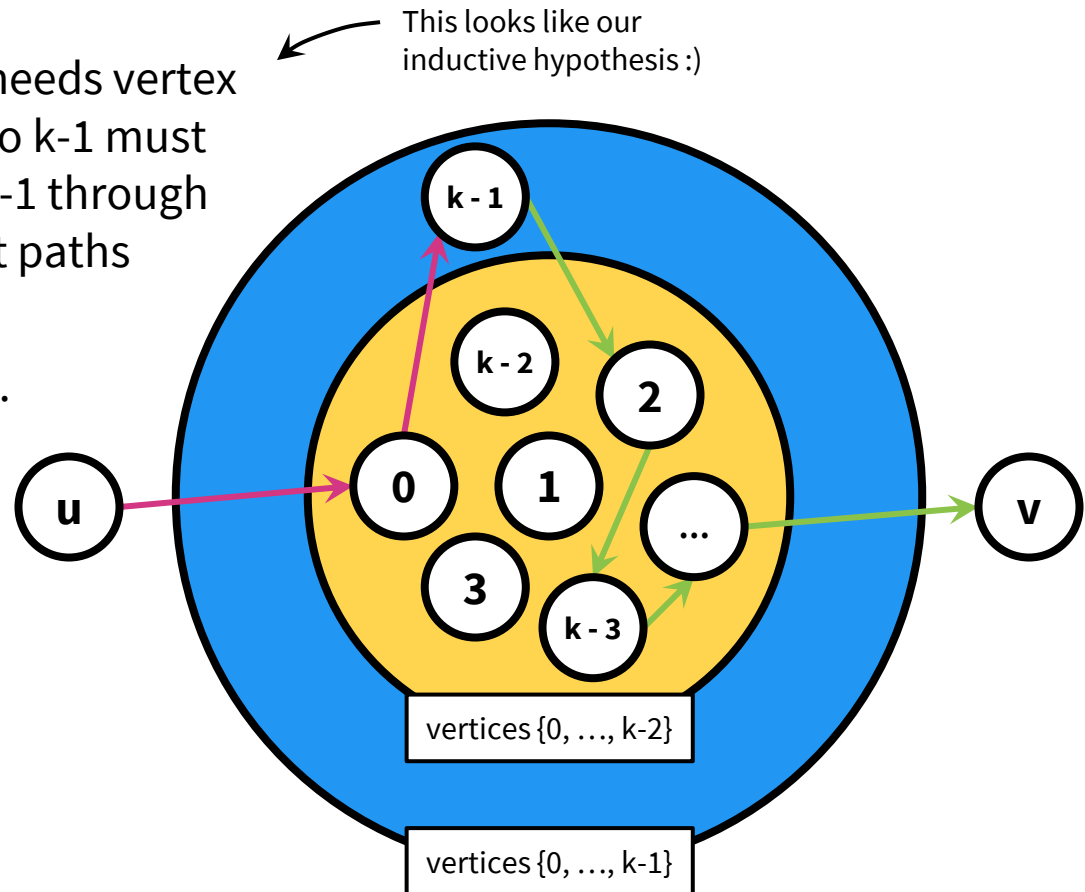 This looks like our
inductive hypothesis :)
needs vertex
o k-1 must
-1 through
t paths
.
k - 1
k - 2
2
0
1
...
u
v
3
k - 3
vertices {0, …, k-2}
vertices {0, …, k-1}